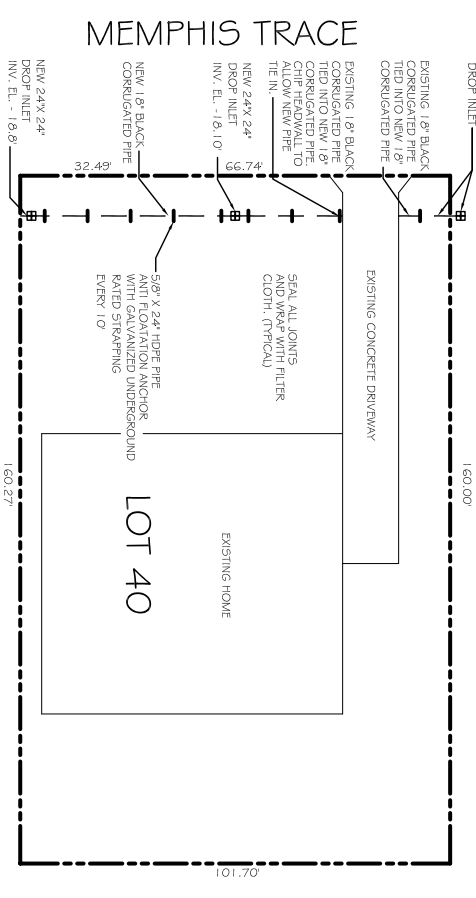 MEMPHIS TRACE
NEW 24"X 24"
DROP INLET
INV. EL. - 18.8'
NEW 18" BLACK
CORRUGATED PIPE
NEW 24"X 24"
DROP INLET
INV. EL. - 18.10'
EXISTING 18" BLACK
CORRUGATED PIPE
TIED INTO NEW 18"
CORRUGATED PIPE.
CHIP HEADWALL TO
ALLOW NEW PIPE
TIE IN.
EXISTING 18" BLACK
CORRUGATED PIPE
TIED INTO NEW 18"
CORRUGATED PIPE
DROP INLET
32.49'
66.74'
5/8" X 24" HDPE PIPE
ANTI FLOATATION ANCHOR
WITH GALVANIZED UNDERGROUND
RATED STRAPPING
EVERY 10'
SEAL ALL JOINTS
AND WRAP WITH FILTER
CLOTH. (TYPICAL)
EXISTING CONCRETE DRIVEWAY
160.27'
160.00'
LOT 40
EXISTING HOME
101.70'